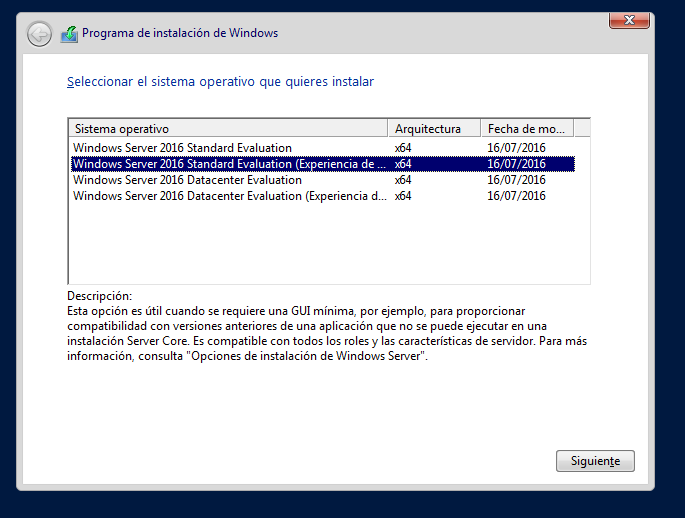 Programa de instalación de Windows
Seleccionar el sistema operativo que quieres instalar
Sistema operativo Arquitectura Fecha de mo...
Windows Server 2016 Standard Evaluation x64 16/07/2016
Windows Server 2016 Standard Evaluation (Experiencia de ... x64 16/07/2016
Windows Server 2016 Datacenter Evaluation x64 16/07/2016
Windows Server 2016 Datacenter Evaluation (Experiencia d... x64 16/07/2016
Descripción:
Esta opción es útil cuando se requiere una GUI mínima, por ejemplo, para proporcionar
compatibilidad con versiones anteriores de una aplicación que no se puede ejecutar en una
instalación Server Core. Es compatible con todos los roles y las características de servidor. Para más
información, consulta "Opciones de instalación de Windows Server".
Siguiente